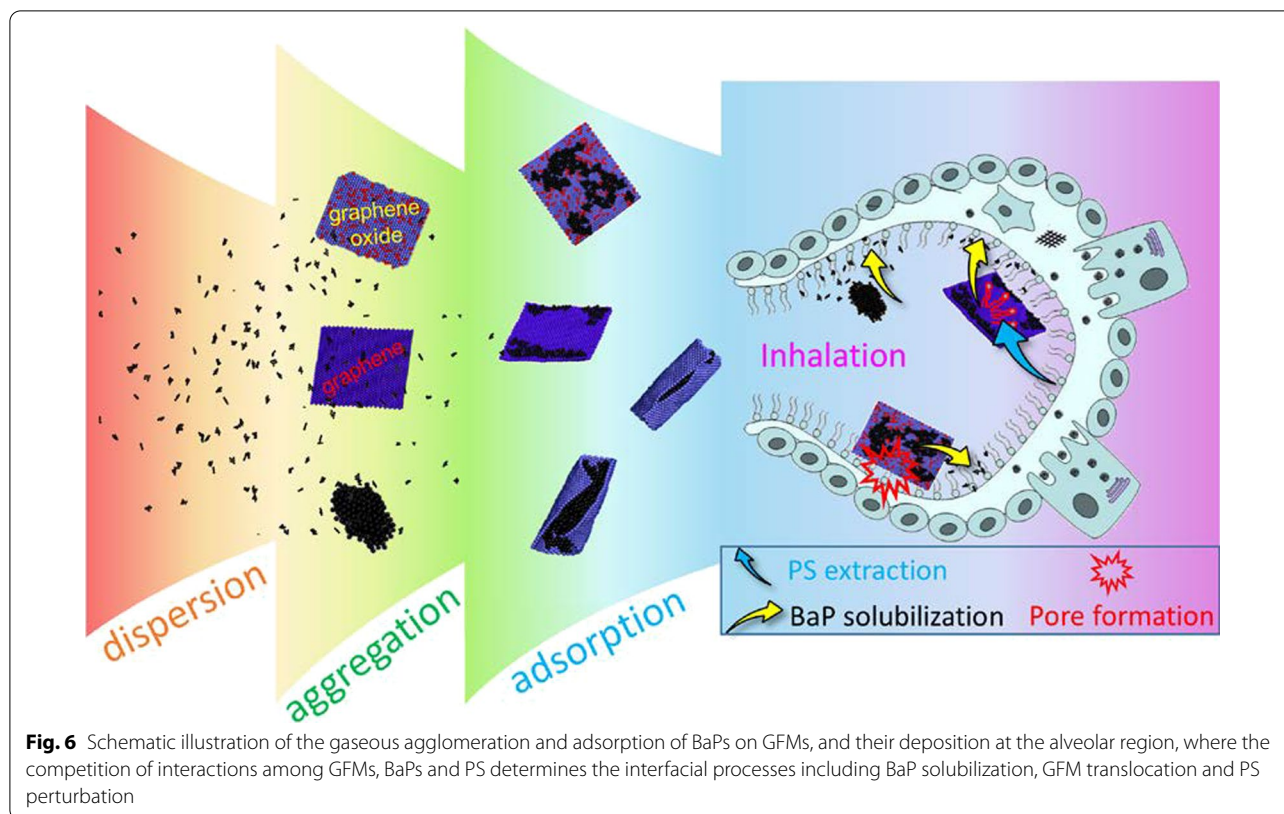 graphene
oxide
graphene
Inhalation
dispersion
aggregation
adsorption
PS extraction
BaP solubilization
Pore formation
Fig. 6 Schematic illustration of the gaseous agglomeration and adsorption of BaPs on GFMs, and their deposition at the alveolar region, where the
competition of interactions among GFMs, BaPs and PS determines the interfacial processes including BaP solubilization, GFM translocation and PS
perturbation